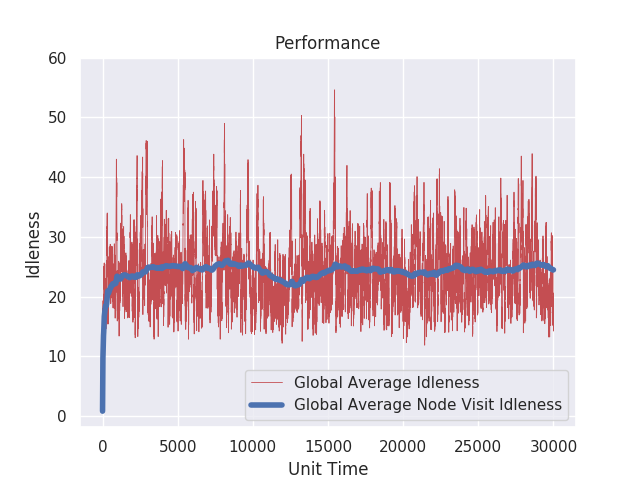 Performance
60
50
40
30
20
10
0
Idleness
Global Average Idleness
Global Average Node Visit Idleness
0 5000 10000 15000 20000 25000 30000
Unit Time